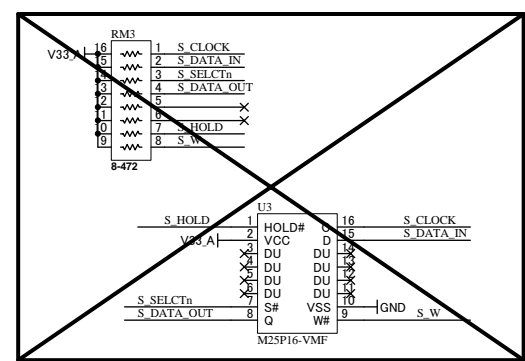 RM3
V33_A 16 1 S_CLOCK
15 2 S_DATA_IN
14 3 S_SELCTn
13 4 S_DATA_OUT
12 5
11 6
10 7 S_HOLD
9 8 S_W
8-472
U3
S_HOLD 1 HOLD# C 16 S_CLOCK
V33_A 2 VCC D 15 S_DATA_IN
3 DU DU 14
4 DU DU 13
5 DU DU 12
6 DU DU 11
S_SELCTn 7 S# VSS 10 GND
S_DATA_OUT 8 Q W# 9 S_W
M25P16-VMF